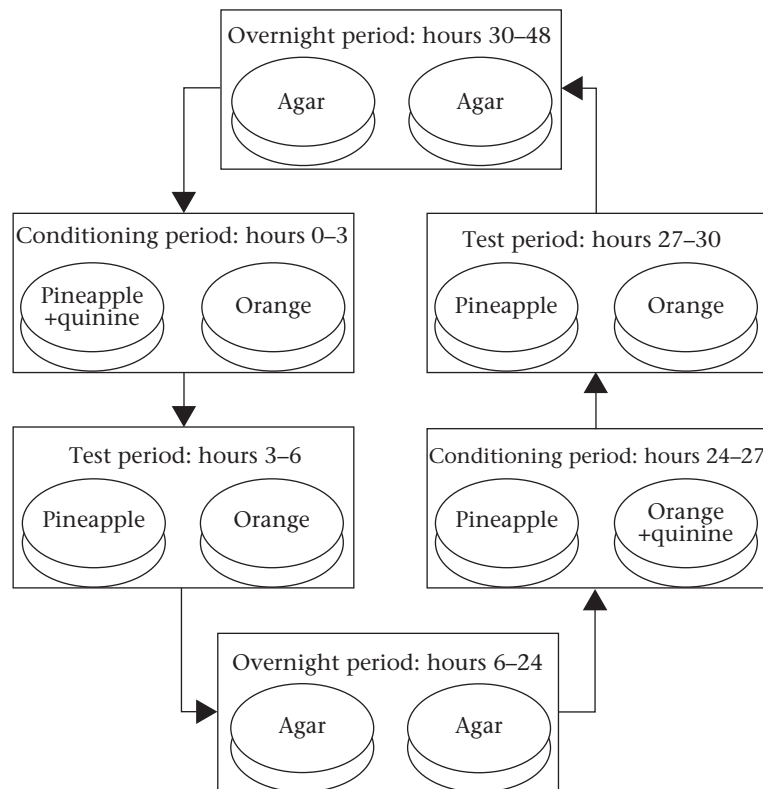 Overnight period: hours 30–48
Agar
Agar
Conditioning period: hours 0–3
Pineapple
+quinine
Orange
Test period: hours 3–6
Pineapple
Orange
Overnight period: hours 6–24
Agar
Agar
Conditioning period: hours 24–27
Pineapple
Orange
+quinine
Test period: hours 27–30
Pineapple
Orange